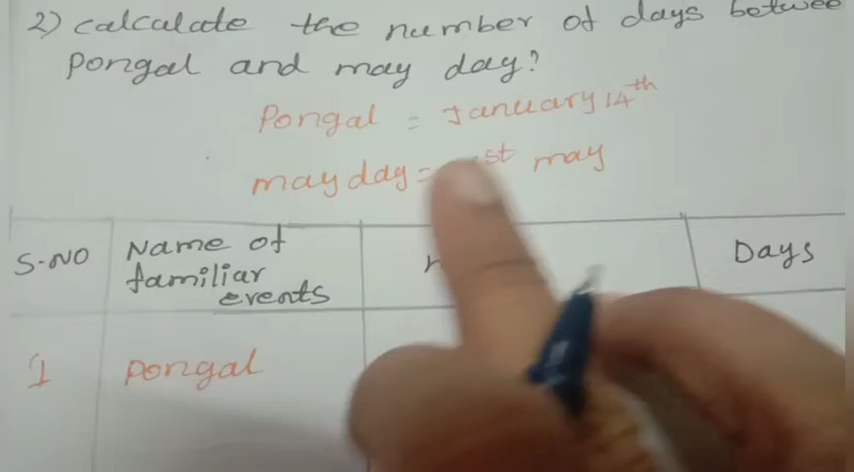 2) calculate the number of days betwee
Pongal and may day?
Pongal = January 14th
may day = st may
S.NO Name of familiar events Days
1 Pongal